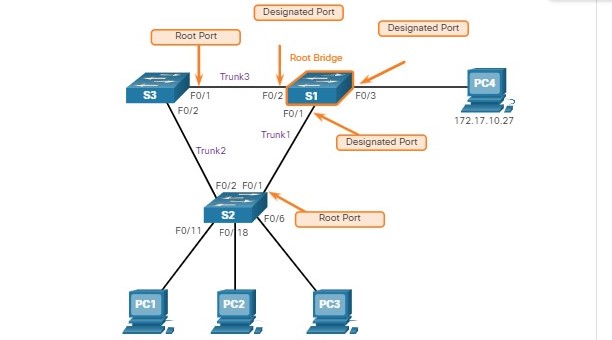 Designated Port
Designated Port
Root Port
Root Bridge
Trunk3
S3
F0/1
F0/2
S1
F0/3
PC4
F0/2
F0/1
172.17.10.27
Trunk1
Designated Port
Trunk2
F0/2
F0/1
S2
F0/6
Root Port
F0/11
F0/18
PC1
PC2
PC3